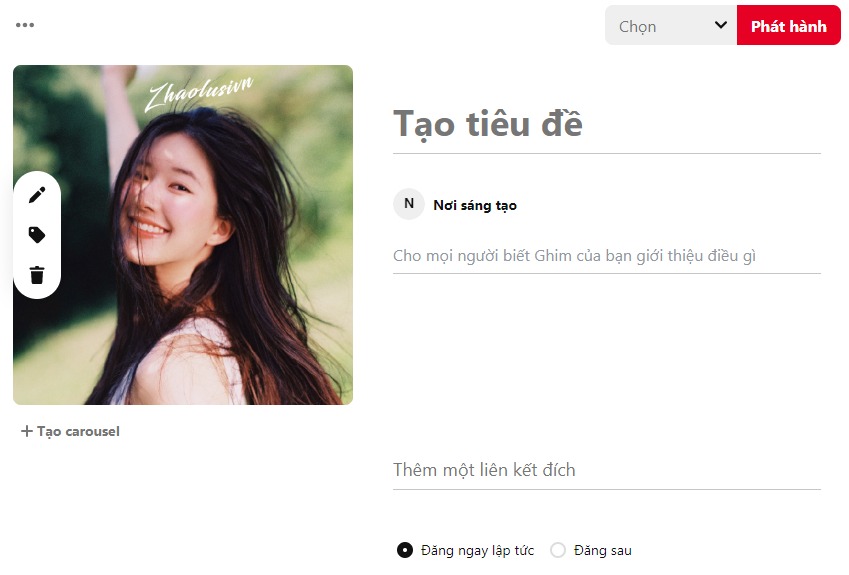 Chọn
Phát hành
Zhaolusivn
Tạo tiêu đề
N
Nơi sáng tạo
Cho mọi người biết Ghim của bạn giới thiệu điều gì
Tạo carousel
Thêm một liên kết đích
Đăng ngay lập tức
Đăng sau